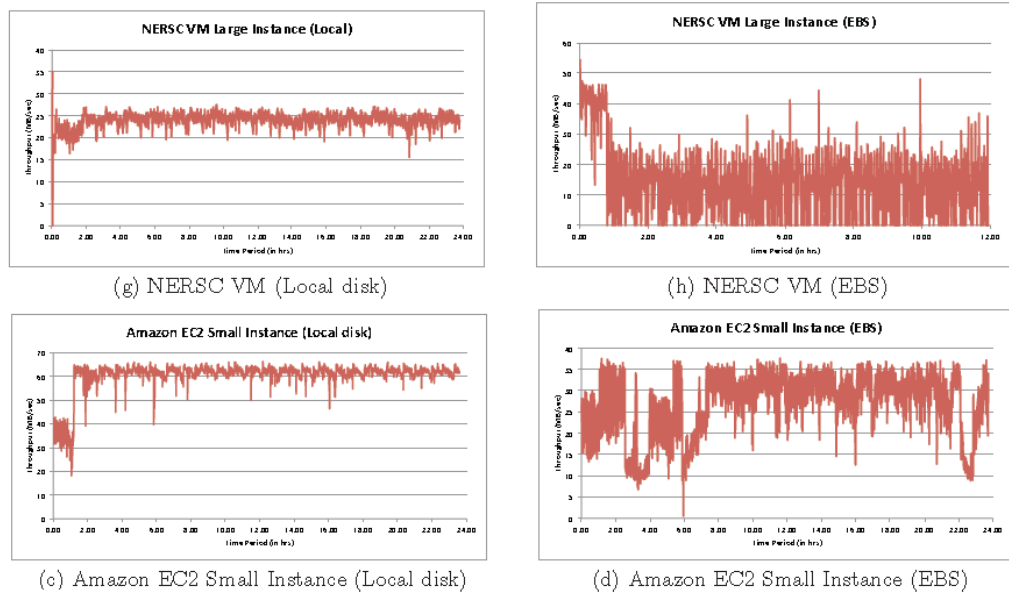 NERSC VM Large Instance (Local)
40
35
30
25
20
15
10
5
0
Throughput (MB/sec)
0.00 2.00 4.00 6.00 8.00 10.00 12.00 14.00 16.00 18.00 20.00 22.00 24.00
Time Period (in hrs)
(g) NERSC VM (Local disk)
NERSC VM Large Instance (EBS)
60
50
40
30
20
10
0
Throughput (MB/sec)
0.00 2.00 4.00 6.00 8.00 10.00 12.00
Time Period (in hrs)
(h) NERSC VM (EBS)
Amazon EC2 Small Instance (Local disk)
70
60
50
40
30
20
10
0
Throughput (MB/sec)
0.00 2.00 4.00 6.00 8.00 10.00 12.00 14.00 16.00 18.00 20.00 22.00 24.00
Time Period (in hrs)
(c) Amazon EC2 Small Instance (Local disk)
Amazon EC2 Small Instance (EBS)
40
35
30
25
20
15
10
5
0
Throughput (MB/sec)
0.00 2.00 4.00 6.00 8.00 10.00 12.00 14.00 16.00 18.00 20.00 22.00 24.00
Time Period (in hrs)
(d) Amazon EC2 Small Instance (EBS)